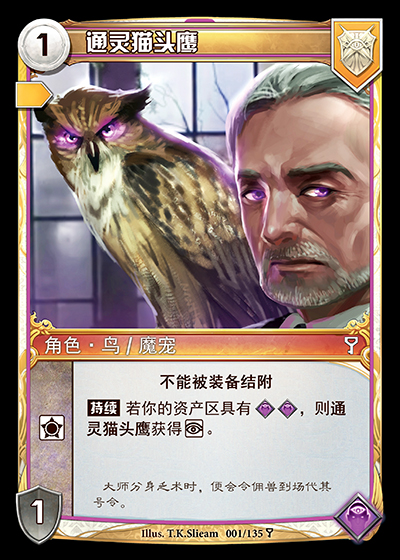 1
通灵猫头鹰
角色·鸟/魔宠
不能被装备结附
持续 若你的资产区具有，则通
灵猫头鹰获得。
大师分身乏术时，便会令佣兽到场代其
号令。
1
Illus. T.K.Slieam 001/135